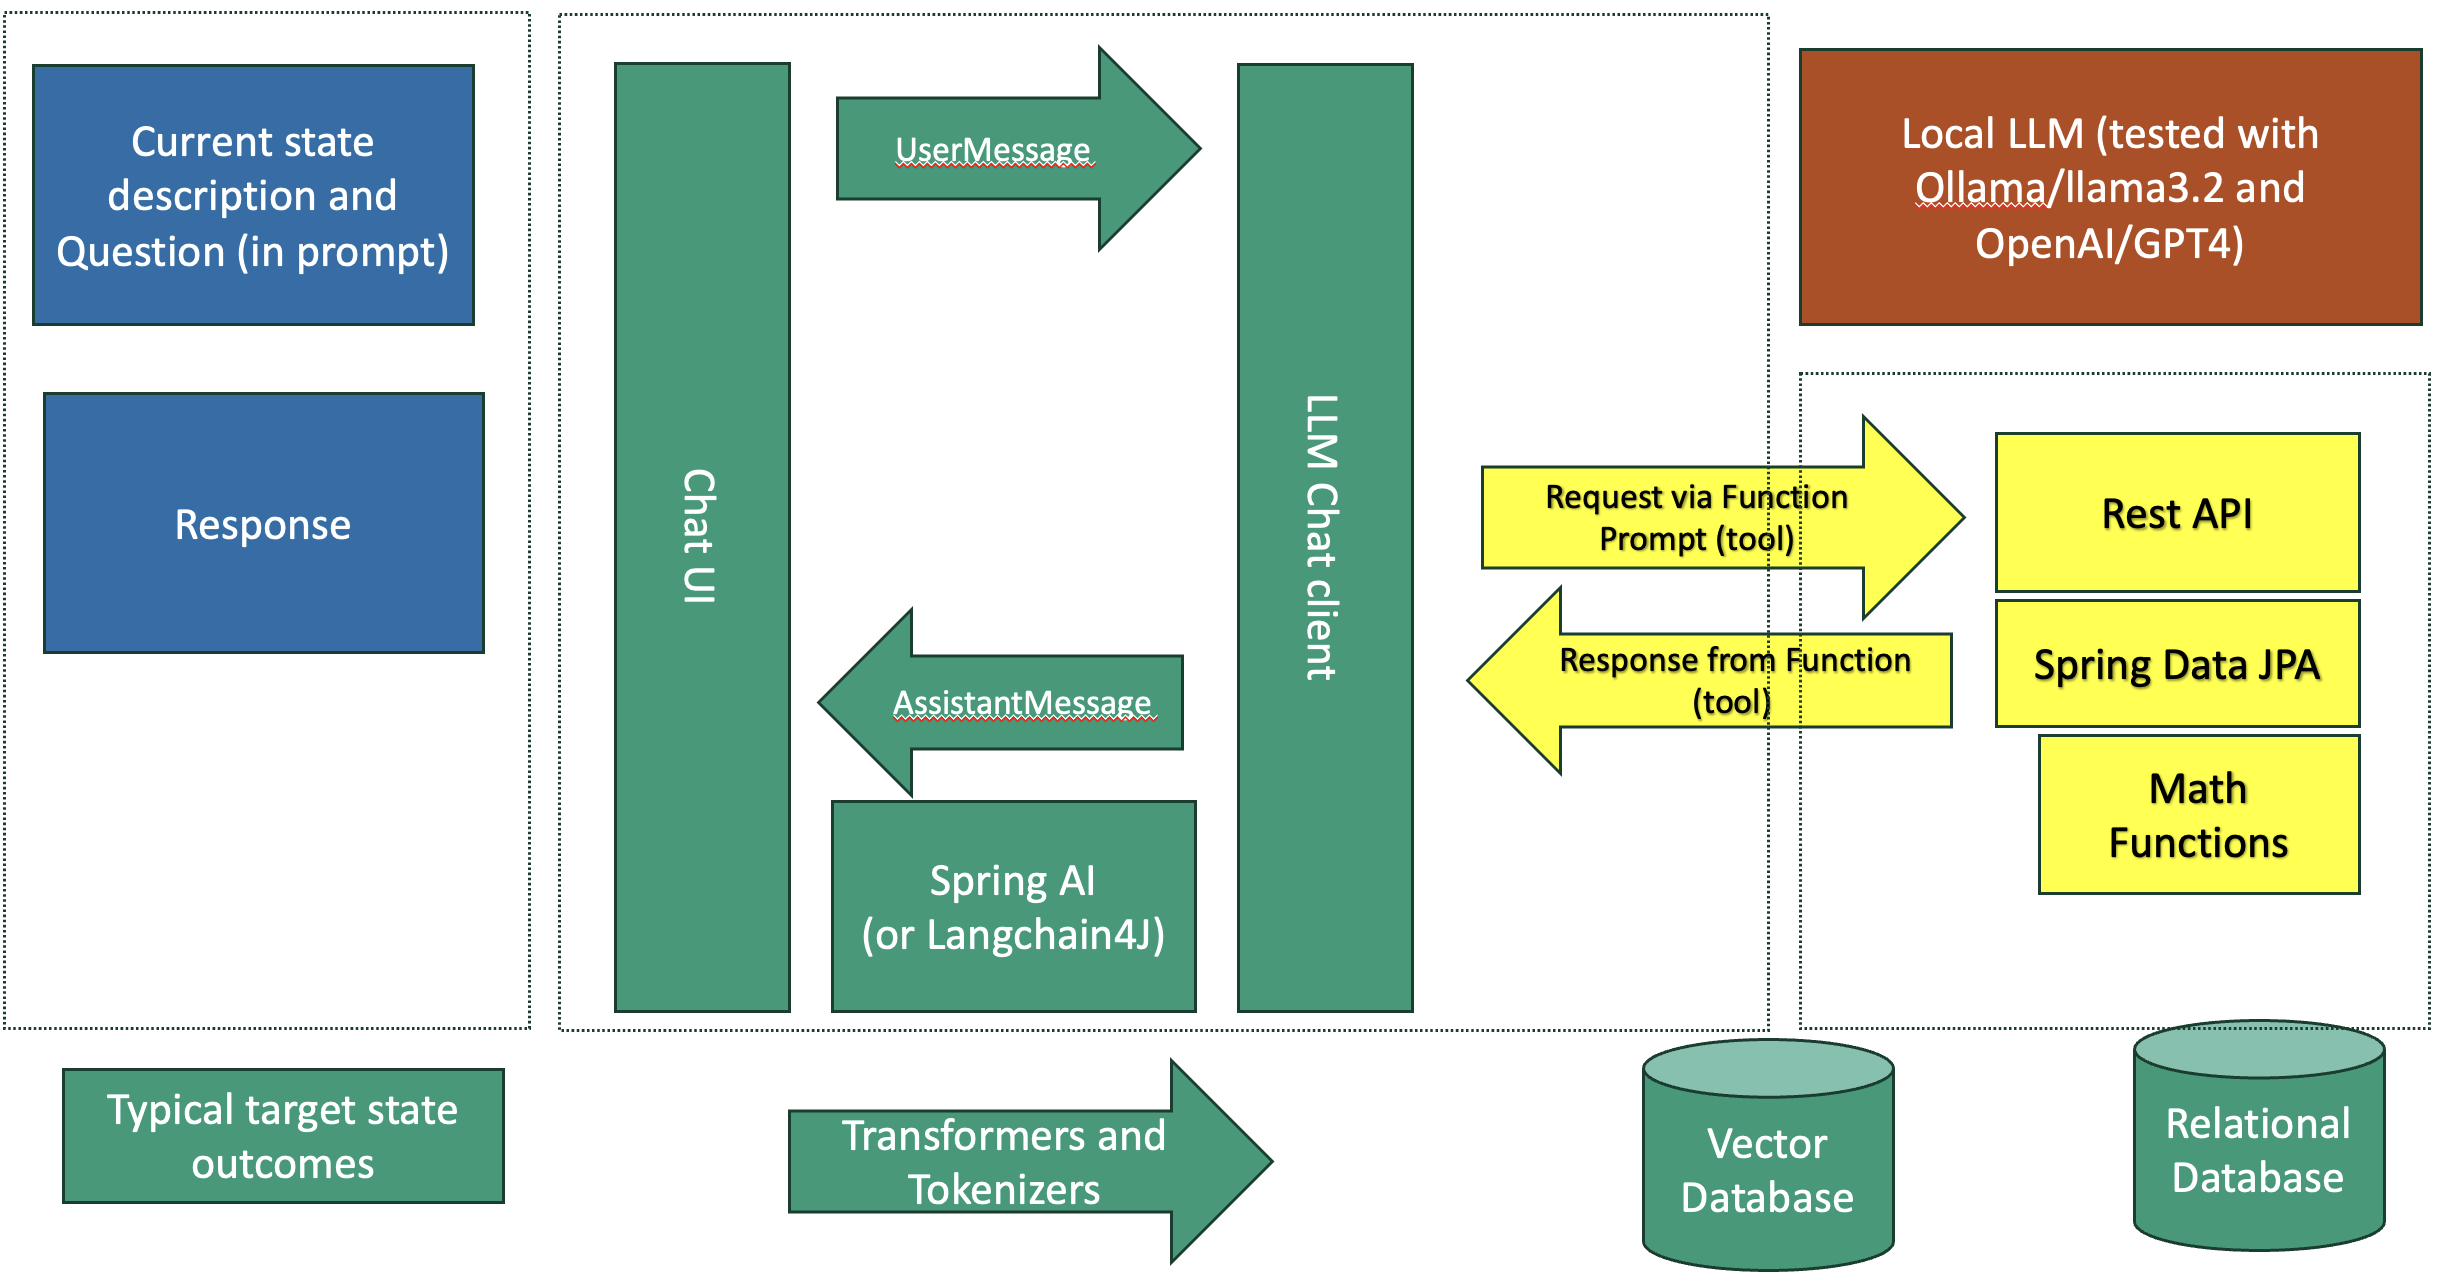 Current state
description and
Question (in prompt)
Response
Chat UI
UserMessage
AssistantMessage
Spring AI
(or Langchain4J)
LLM Chat client
Local LLM (tested with
Ollama/llama3.2 and
OpenAI/GPT4)
Request via Function
Prompt (tool)
Response from Function
(tool)
Rest API
Spring Data JPA
Math
Functions
Typical target state
outcomes
Transformers and
Tokenizers
Vector
Database
Relational
Database